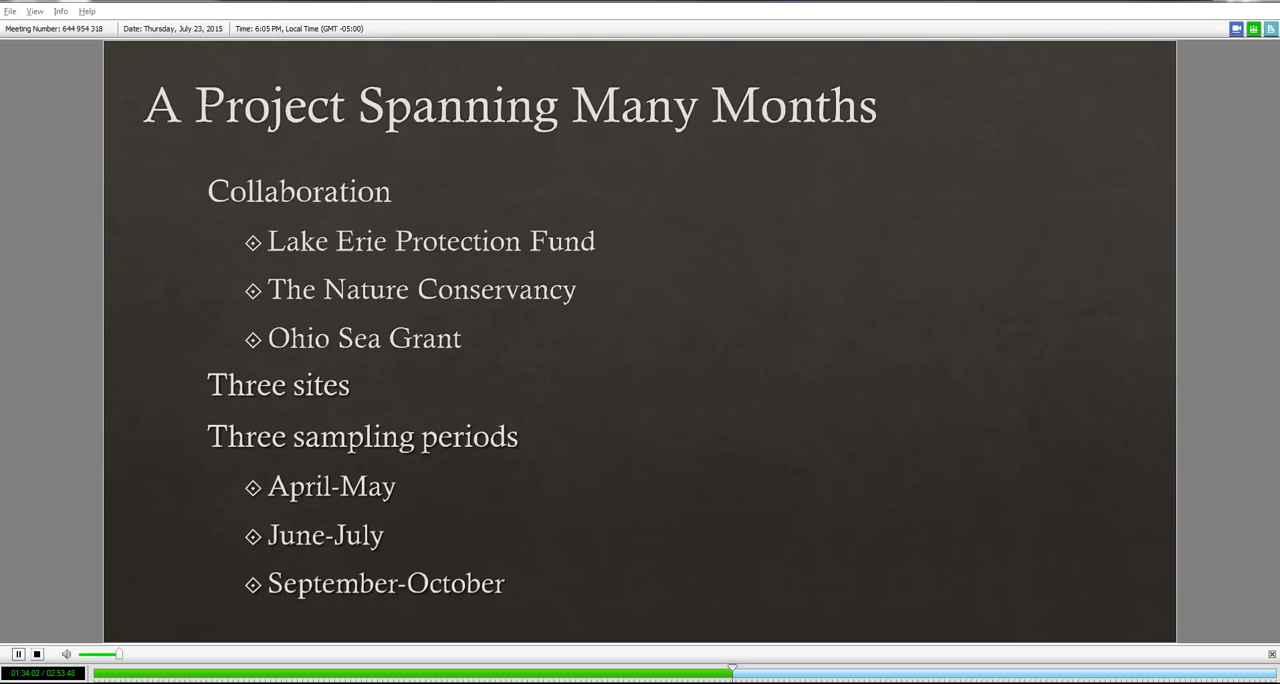 File View Info Help
Meeting Number: 644 954 318 Date: Thursday, July 23, 2015 Time: 6:05 PM, Local Time (GMT -05:00)
A Project Spanning Many Months
Collaboration
Lake Erie Protection Fund
The Nature Conservancy
Ohio Sea Grant
Three sites
Three sampling periods
April-May
June-July
September-October
01:34:02 / 02:53:48